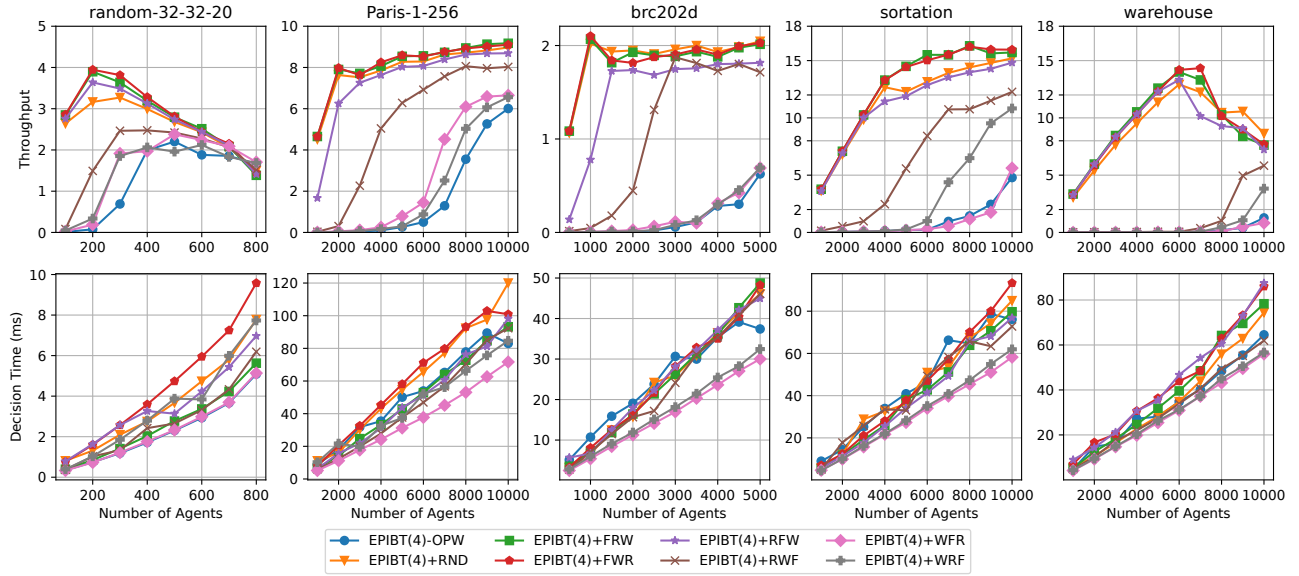 random-32-32-20 Paris-1-256 brc202d sortation warehouse
Throughput
5
4
3
2
1
0
200 400 600 800
10
8
6
4
2
0
2000 4000 6000 8000 10000
2
1
0
1000 2000 3000 4000 5000
18
15
12
10
8
5
2
0
2000 4000 6000 8000 10000
18
15
12
10
8
5
2
0
2000 4000 6000 8000 10000
Decision Time (ms)
10
8
6
4
2
0
200 400 600 800
Number of Agents
120
100
80
60
40
20
0
2000 4000 6000 8000 10000
Number of Agents
50
40
30
20
10
1000 2000 3000 4000 5000
Number of Agents
80
60
40
20
2000 4000 6000 8000 10000
Number of Agents
80
60
40
20
2000 4000 6000 8000 10000
Number of Agents
EPIBT(4)-OPW EPIBT(4)+FRW EPIBT(4)+RFW EPIBT(4)+WFR
EPIBT(4)+RND EPIBT(4)+FWR EPIBT(4)+RWF EPIBT(4)+WRF